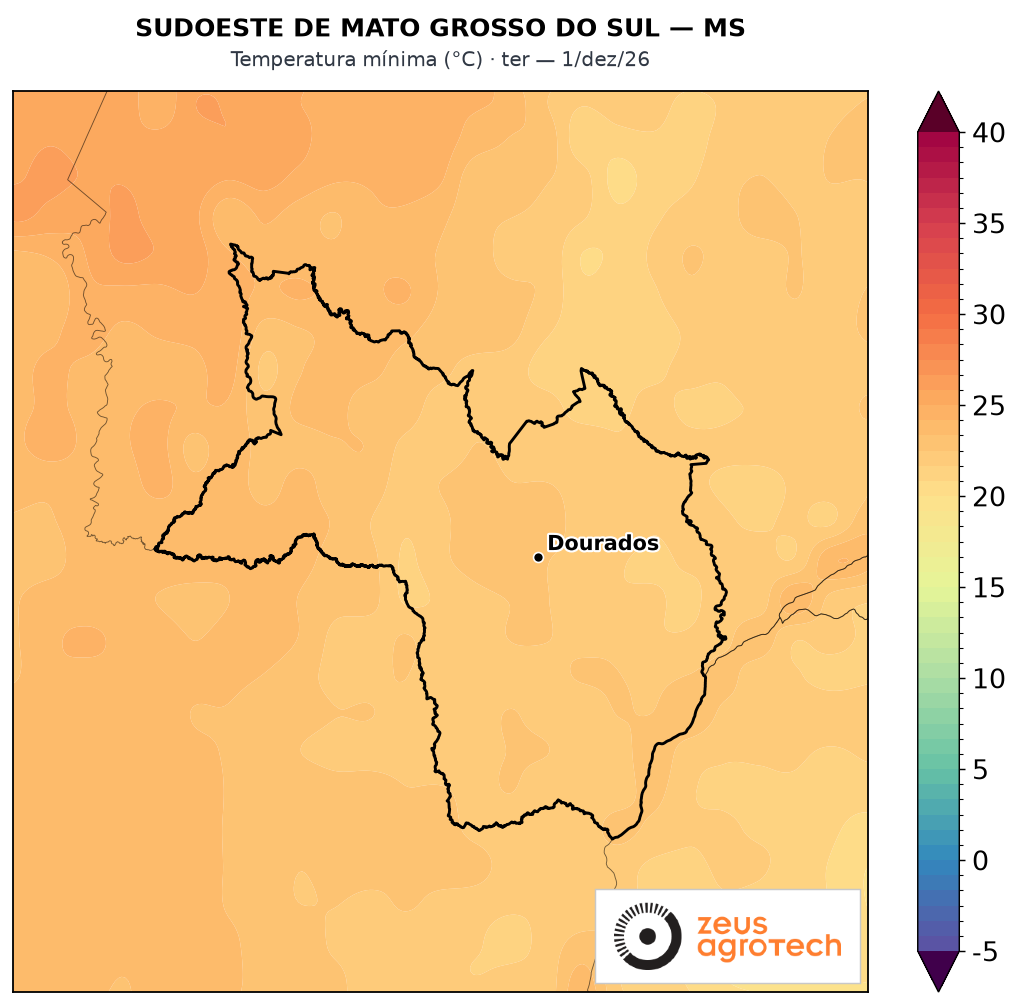 SUDOESTE DE MATO GROSSO DO SUL — MS
Temperatura mínima (°C) · ter — 1/dez/26
40
35
30
25
20
15
10
5
0
-5
Dourados
zeus
agrotech